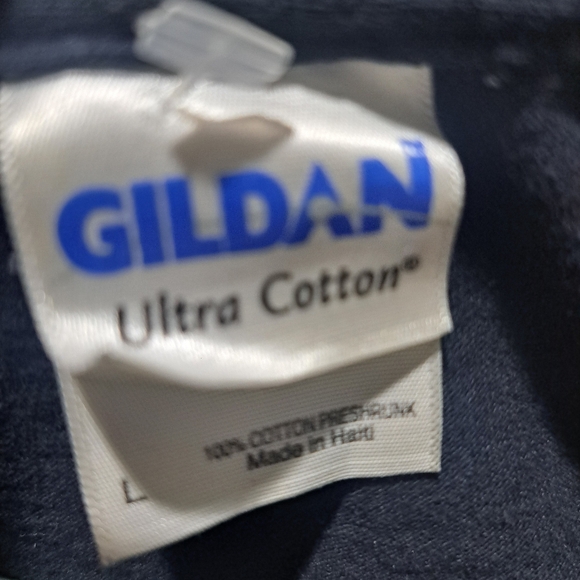 GILDAN
Ultra Cotton®
100% COTTON PRESHRUNK
Made in Haiti
L